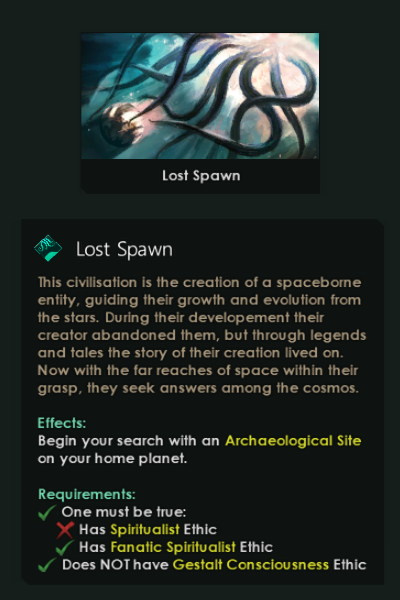 Lost Spawn
Lost Spawn
This civilisation is the creation of a spaceborne
entity, guiding their growth and evolution from
the stars. During their developement their
creator abandoned them, but through legends
and tales the story of their creation lived on.
Now with the far reaches of space within their
grasp, they seek answers among the cosmos.
Effects:
Begin your search with an Archaeological Site
on your home planet.
Requirements:
One must be true:
Has Spiritualist Ethic
Has Fanatic Spiritualist Ethic
Does NOT have Gestalt Consciousness Ethic